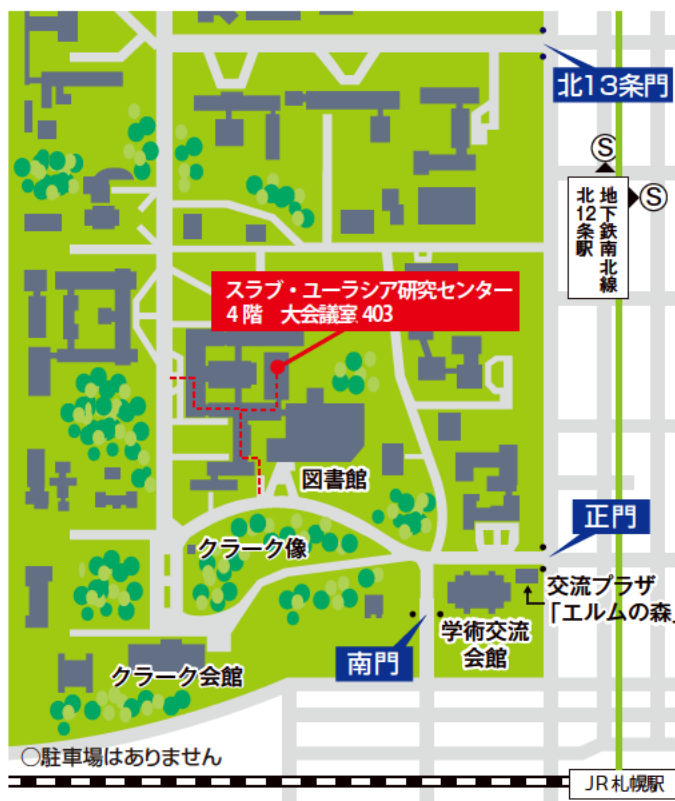 北13条門
Ⓢ
Ⓢ
地下鉄南北線
北12条駅
スラブ・ユーラシア研究センター
4階　大会議室 403
図書館
正門
クラーク像
交流プラザ
「エルムの森」
学術交流
会館
南門
クラーク会館
○駐車場はありません
JR札幌駅